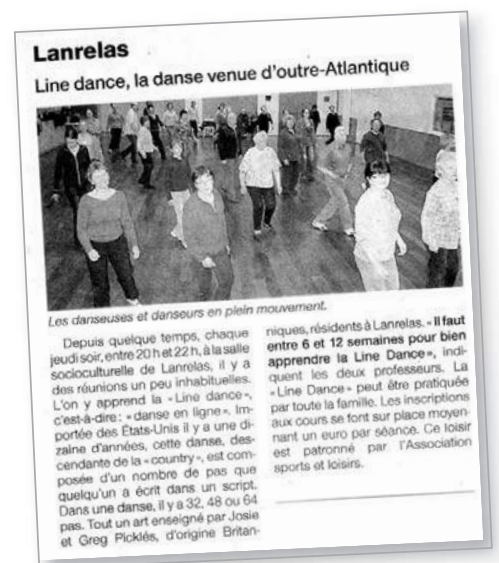 Lanrelas
Line dance, la danse venue d'outre-Atlantique
Les danseuses et danseurs en plein mouvement.
Depuis quelque temps, chaque
jeudi soir, entre 20 h et 22 h, à la salle
socioculturelle de Lanrelas, il y a
des réunions un peu inhabituelles.
L'on y apprend la «Line dance»,
c'est-à-dire : «danse en ligne». Im-
portée des États-Unis il y a une di-
zaine d'années, cette danse, des-
cendante de la «country», est com-
posée d'un nombre de pas que
quelqu'un a écrit dans un script.
Dans une danse, il y a 32, 48 ou 64
pas. Tout un art enseigné par Josie
et Greg Picklés, d'origine Britan-
niques, résidents à Lanrelas. «Il faut
entre 6 et 12 semaines pour bien
apprendre la Line Dance», indi-
quent les deux professeurs. La
«Line Dance» peut être pratiquée
par toute la famille. Les inscriptions
aux cours se font sur place moyen-
nant un euro par séance. Ce loisir
est patronné par l'Association
sports et loisirs.